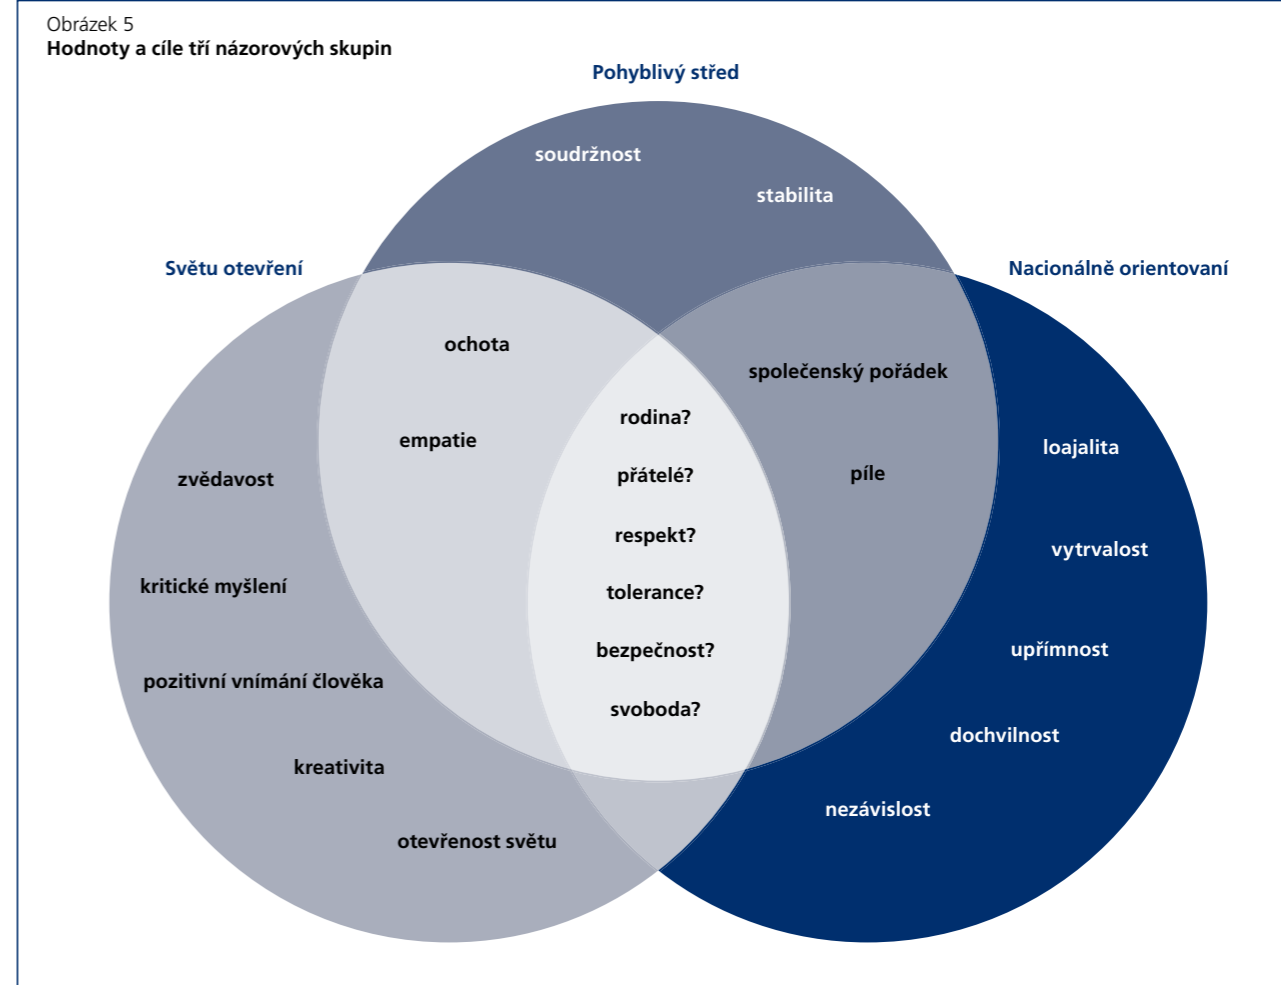 Obrázek 5
Hodnoty a cíle tří názorových skupin
Pohyblivý střed
soudržnost
stabilita
Světu otevření
Nacionálně orientovaní
ochota
společenský pořádek
rodina?
empatie
loajalita
zvědavost
přátelé?
píle
respekt?
vytrvalost
kritické myšlení
tolerance?
bezpečnost?
upřímnost
pozitivní vnímání člověka
svoboda?
dochvilnost
kreativita
nezávislost
otevřenost světu